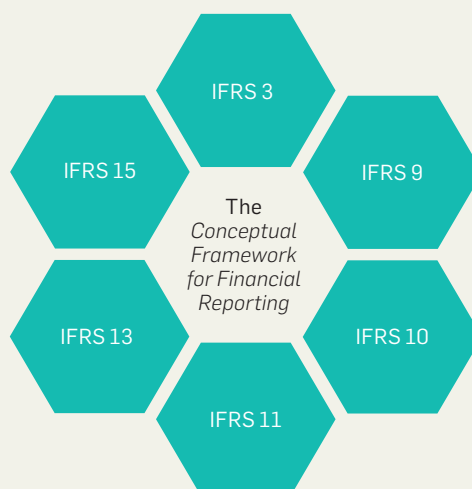 IFRS 3
IFRS 15
IFRS 9
The
Conceptual
Framework
for Financial
Reporting
IFRS 13
IFRS 10
IFRS 11